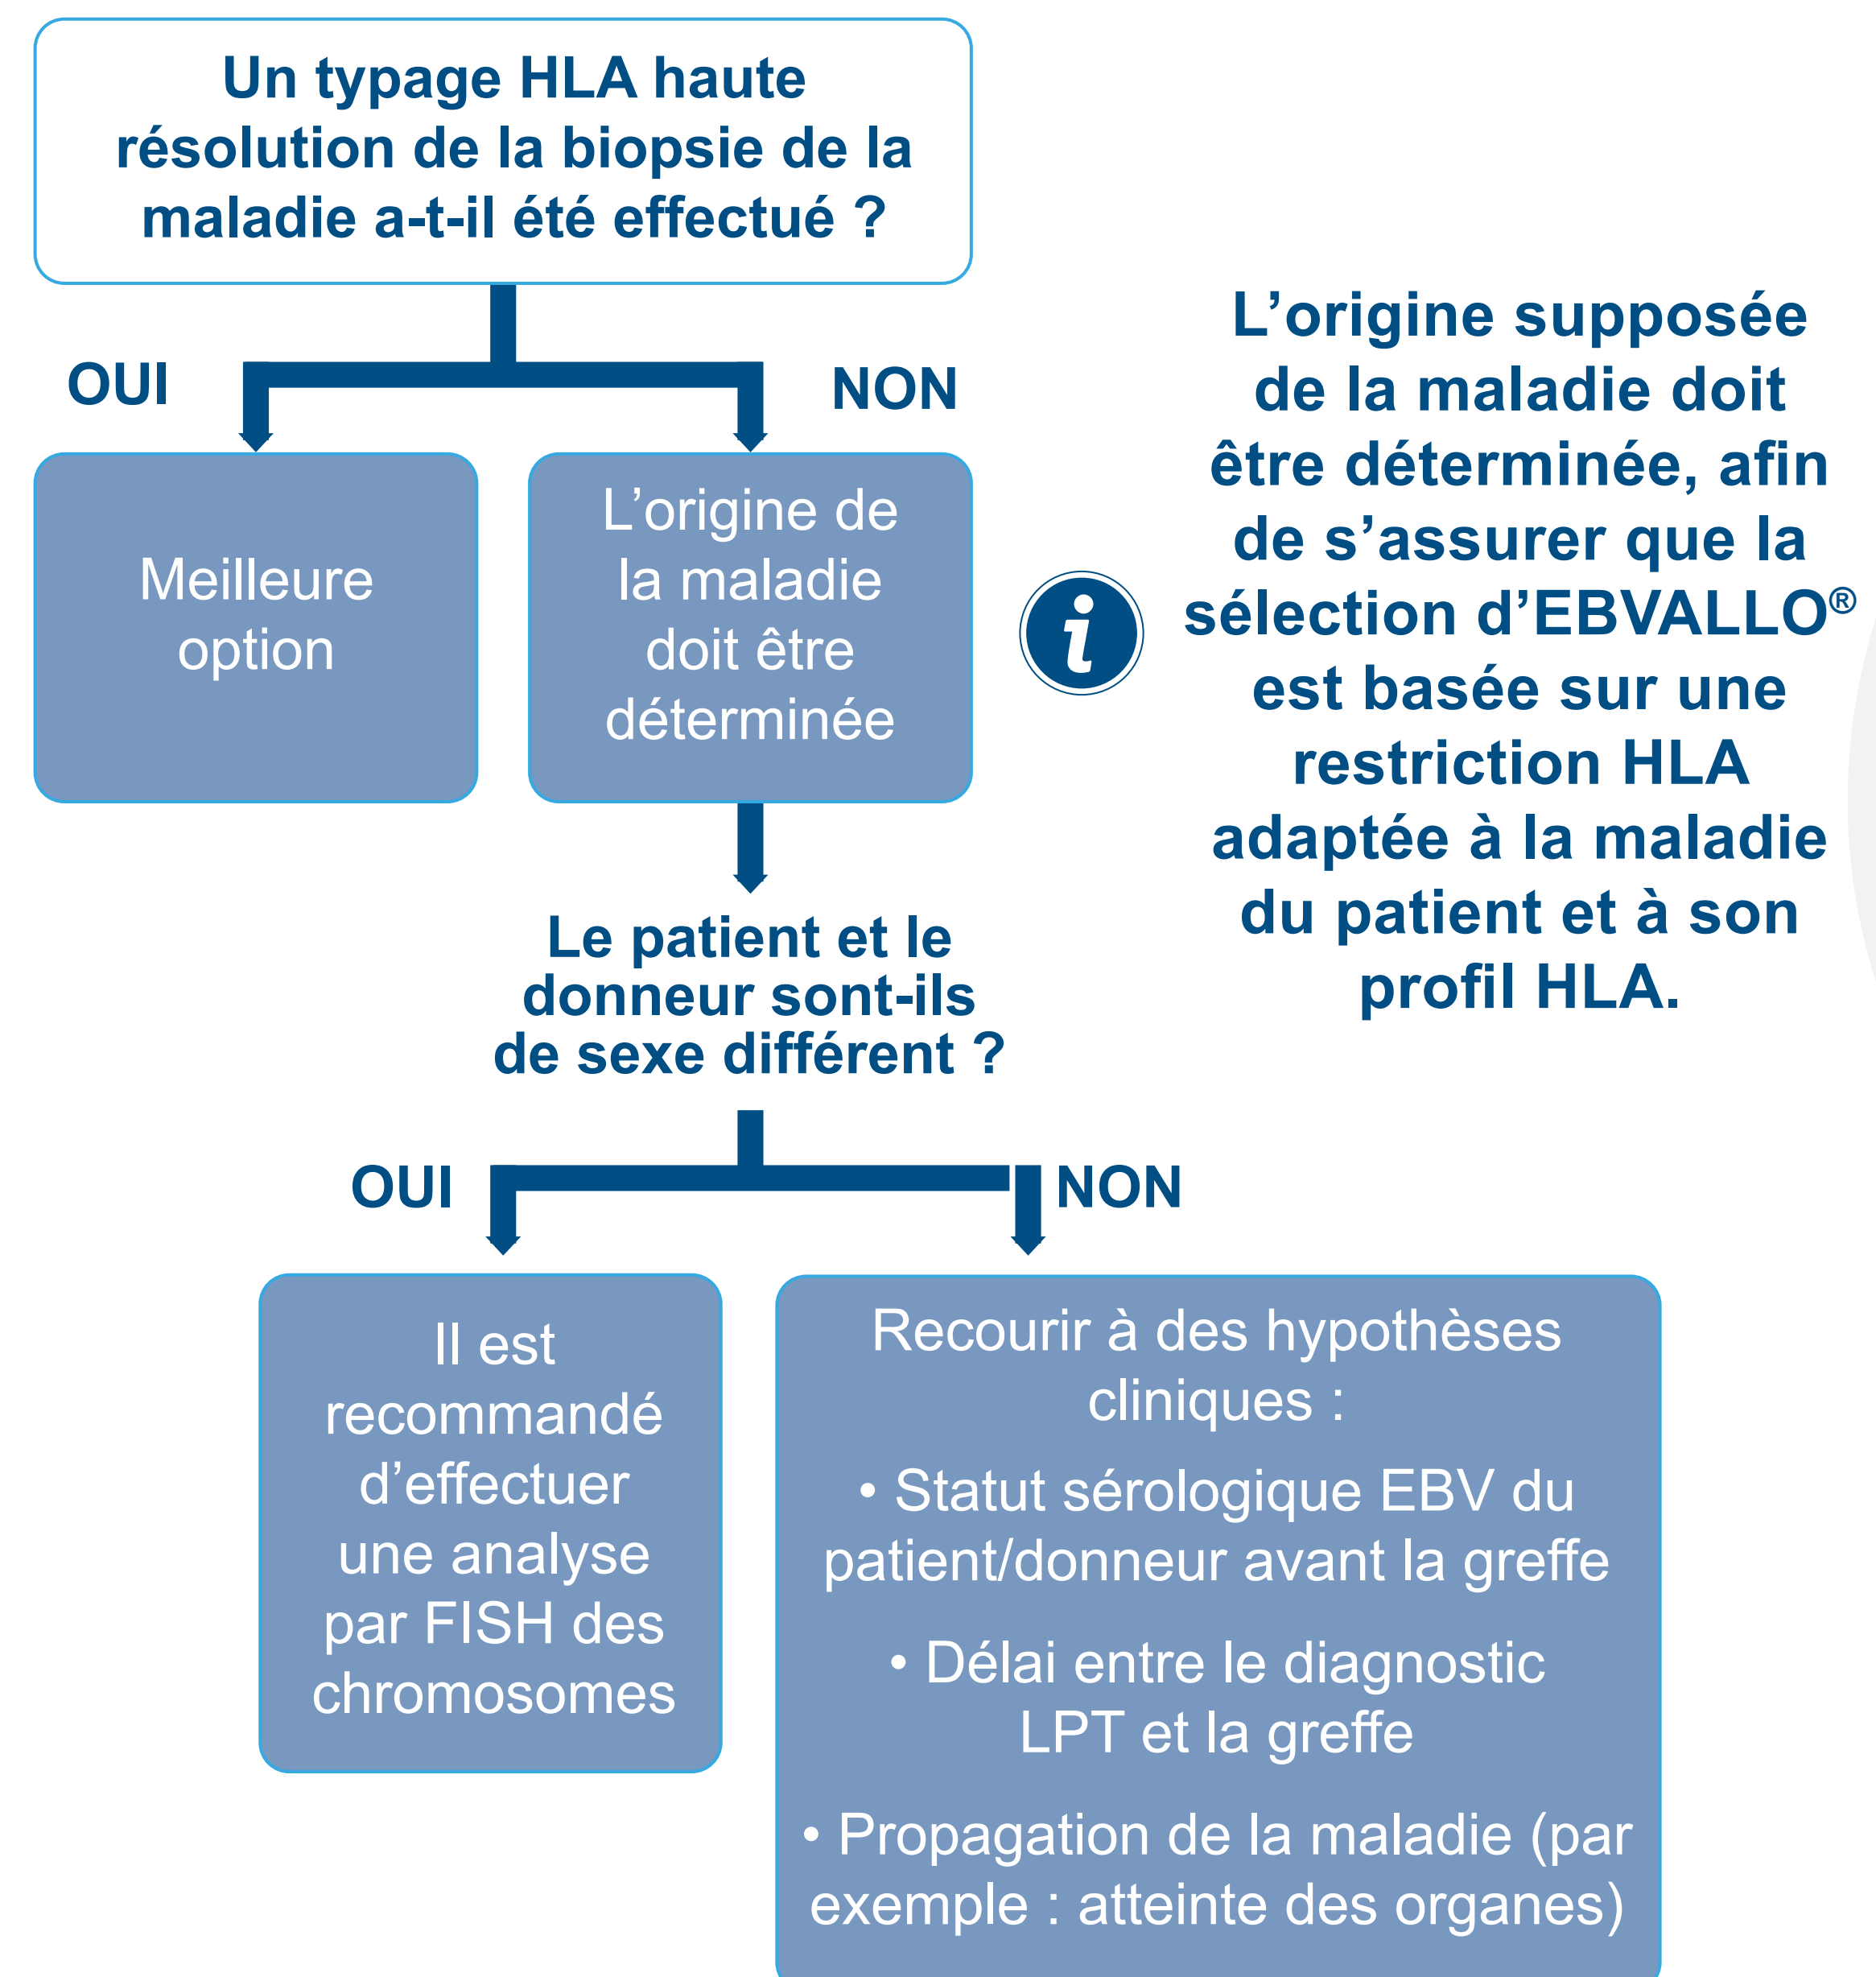 Un typage HLA haute
résolution de la biopsie de la
maladie a-t-il été effectué ?
OUI
NON
Meilleure
option
L’origine de
la maladie
doit être
déterminée
L’origine supposée
de la maladie doit
être déterminée, afin
de s’assurer que la
sélection d’EBVALLO®
est basée sur une
restriction HLA
adaptée à la maladie
du patient et à son
profil HLA.
Le patient et le
donneur sont-ils
de sexe différent ?
OUI
NON
Il est
recommandé
d’effectuer
une analyse
par FISH des
chromosomes
Recourir à des hypothèses
cliniques :
• Statut sérologique EBV du
patient/donneur avant la greffe
• Délai entre le diagnostic
LPT et la greffe
• Propagation de la maladie (par
exemple : atteinte des organes)